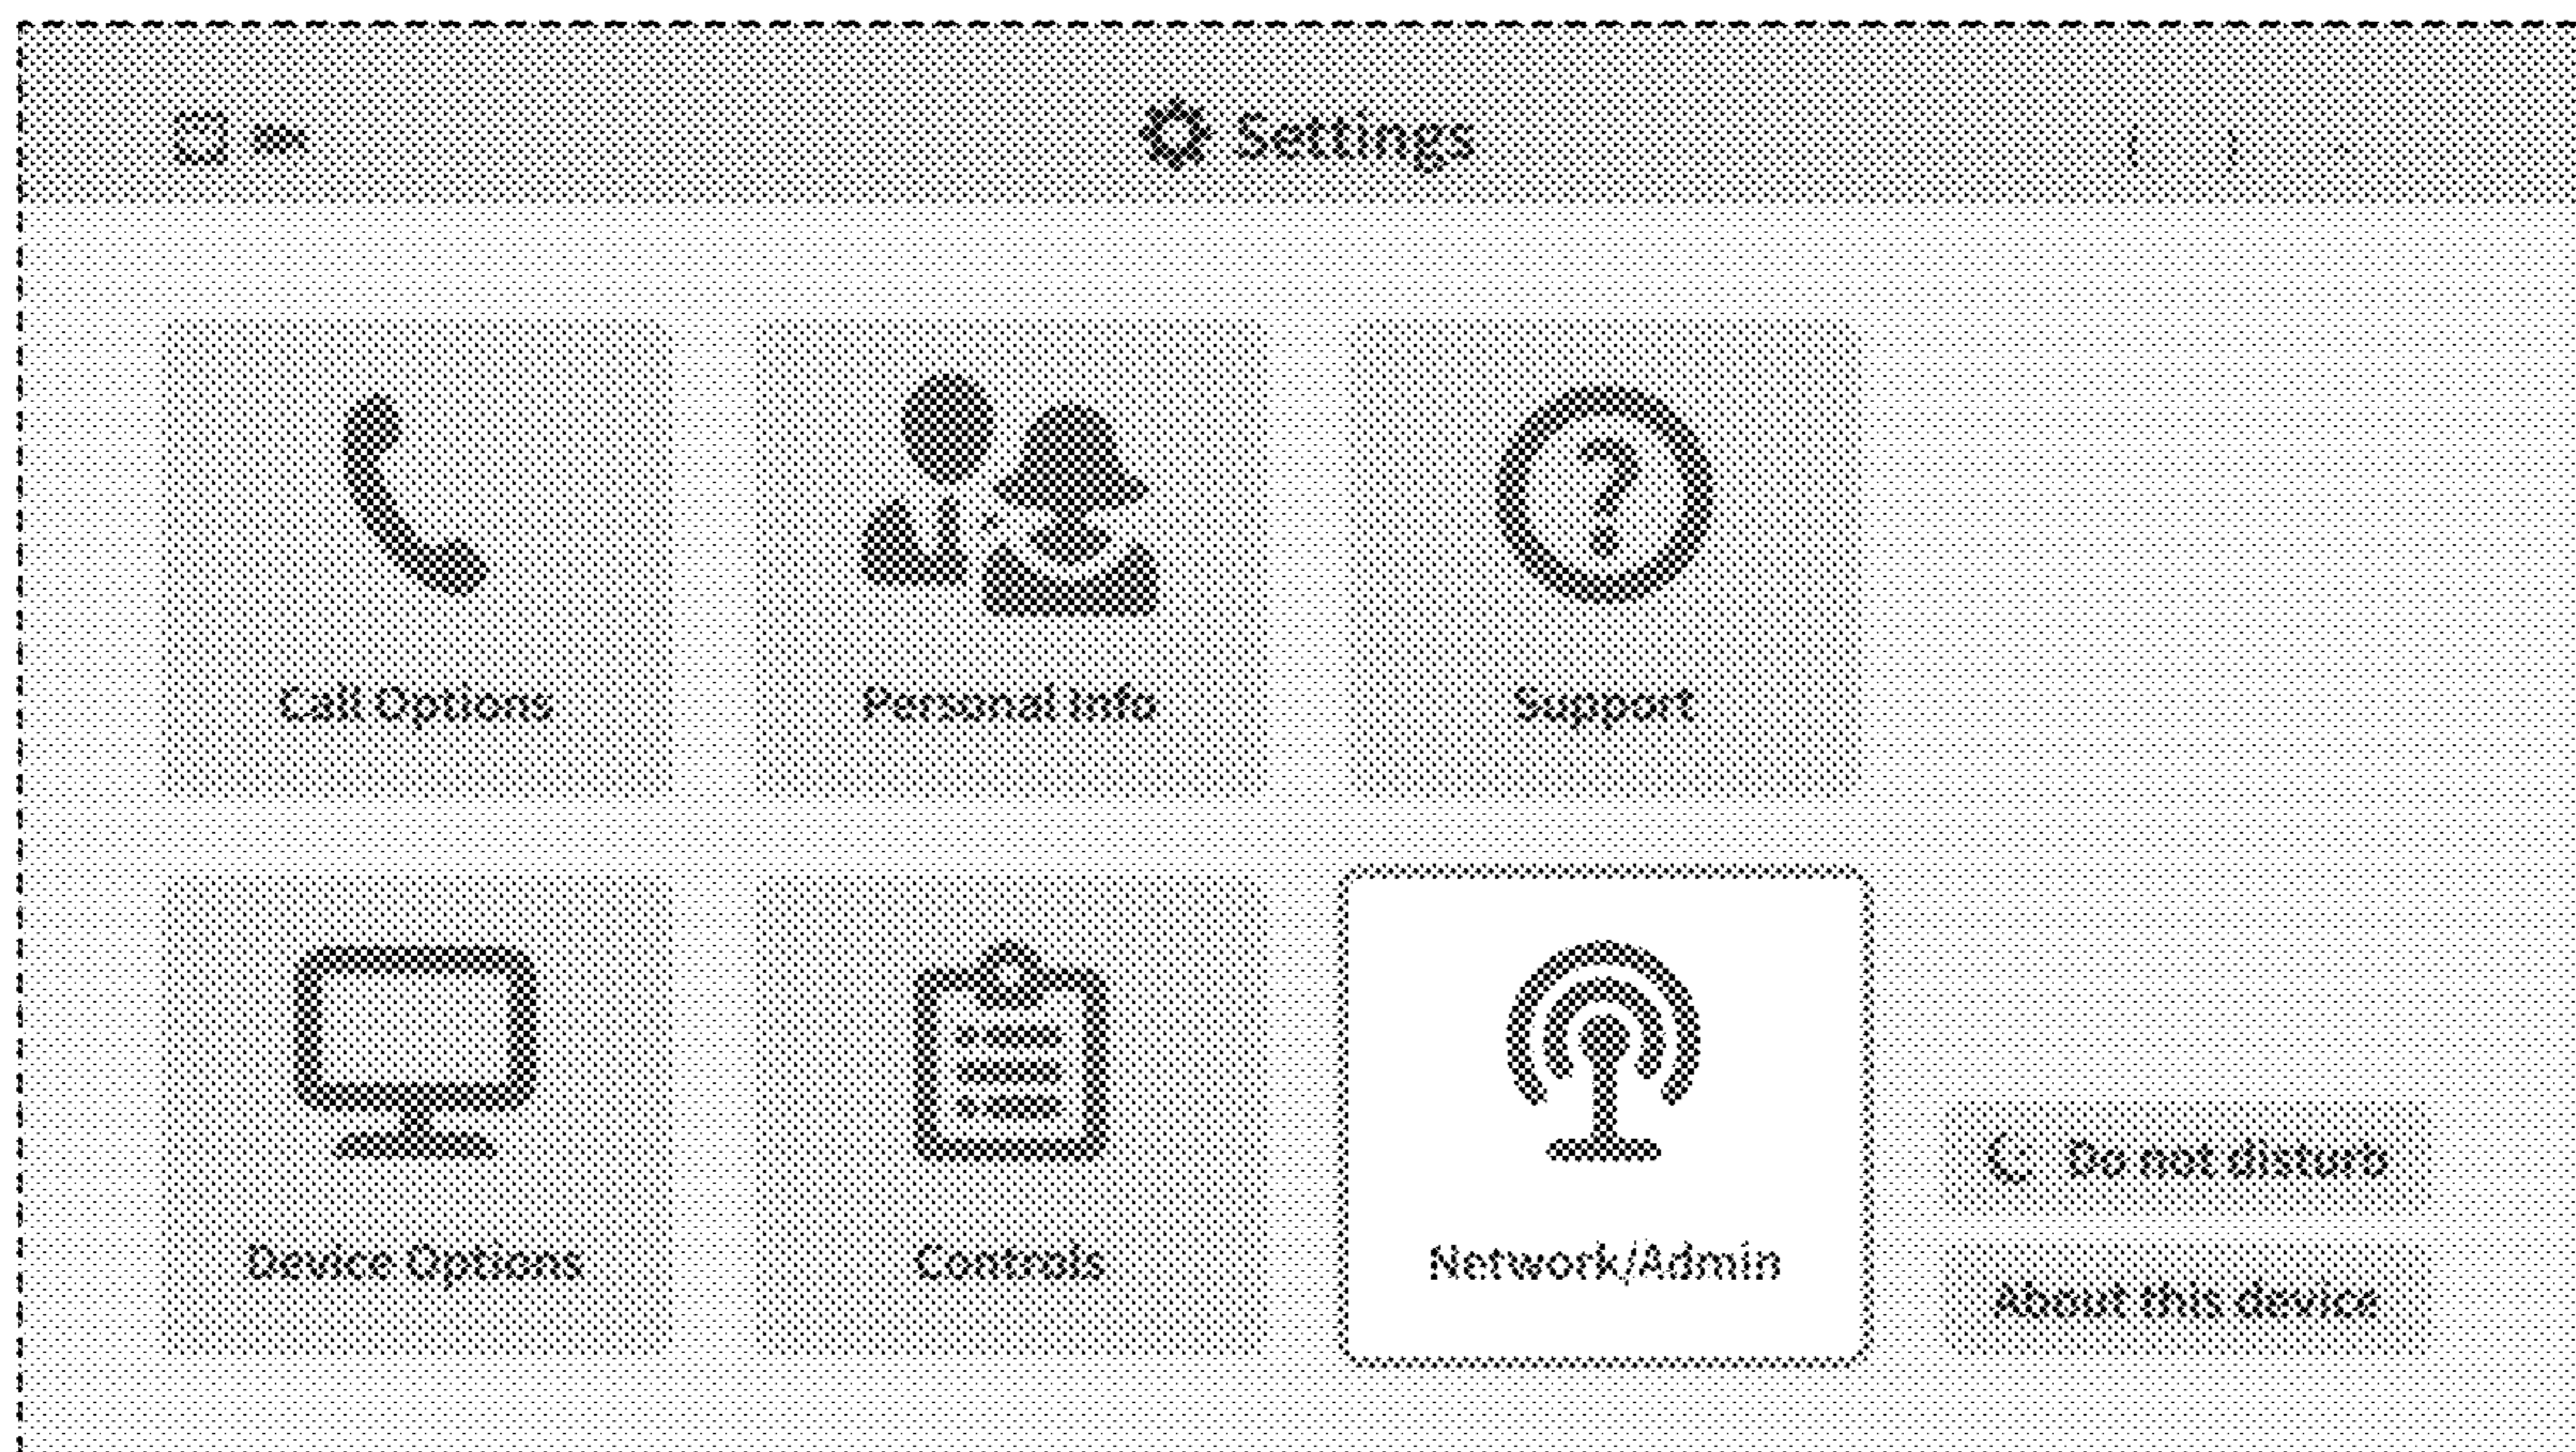 Settings
Call Options
Personal Info
Support
Device Options
Controls
Network/Admin
Do not disturb
About this device